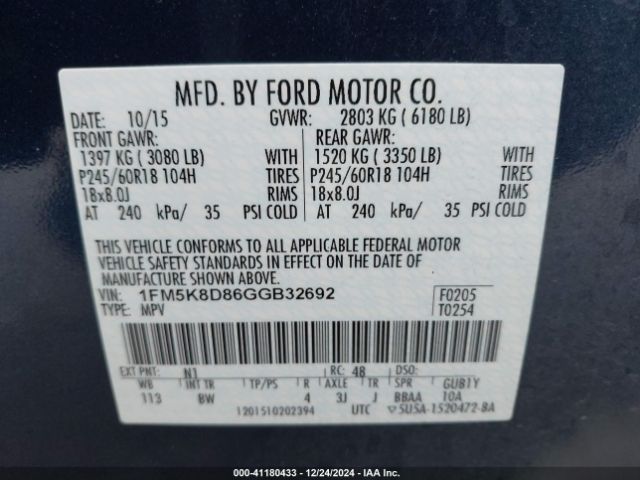 MFD. BY FORD MOTOR CO.
DATE: 10/15 GVWR: 2803 KG ( 6180 LB)
FRONT GAWR: REAR GAWR:
1397 KG ( 3080 LB) WITH 1520 KG ( 3350 LB) WITH
P245/60R18 104H TIRES P245/60R18 104H TIRES
18x8.0J RIMS 18x8.0J RIMS
AT 240 kPa/ 35 PSI COLD AT 240 kPa/ 35 PSI COLD
THIS VEHICLE CONFORMS TO ALL APPLICABLE FEDERAL MOTOR
VEHICLE SAFETY STANDARDS IN EFFECT ON THE DATE OF
MANUFACTURE SHOWN ABOVE.
VIN: 1FM5K8D86GGB32692 F0205
TYPE: MPV T0254
EXT PNT: N1 RC: 48 DSO:
WB INT TR TP/PS R AXLE TR SPR GUB1Y
113 BW 4 3J J BBAA 10A
1201510202394 UTC ▽5U5A-1520472-BA
000-41180433 - 12/24/2024 - IAA Inc.